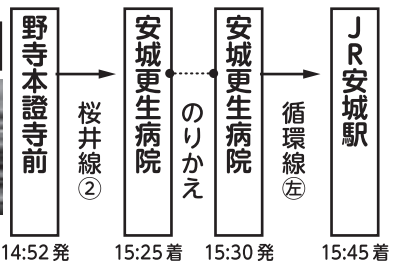 野寺本證寺前
桜井線②
安城更生病院
のりかえ
安城更生病院
循環線㊧
JR安城駅
14:52発
15:25着
15:30発
15:45着